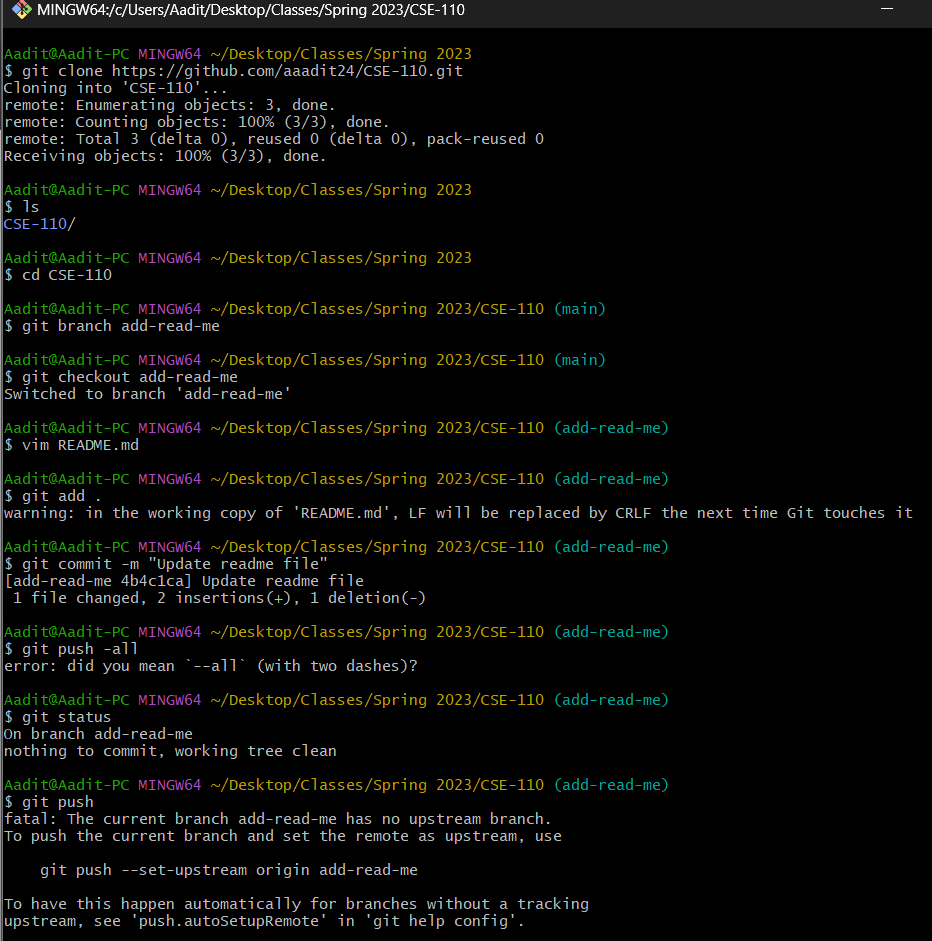 MINGW64:/c/Users/Aadit/Desktop/Classes/Spring 2023/CSE-110
Aadit@Aadit-PC MINGW64 ~/Desktop/Classes/Spring 2023
$ git clone https://github.com/aaadit24/CSE-110.git
Cloning into 'CSE-110'...
remote: Enumerating objects: 3, done.
remote: Counting objects: 100% (3/3), done.
remote: Total 3 (delta 0), reused 0 (delta 0), pack-reused 0
Receiving objects: 100% (3/3), done.
Aadit@Aadit-PC MINGW64 ~/Desktop/Classes/Spring 2023
$ ls
CSE-110/
Aadit@Aadit-PC MINGW64 ~/Desktop/Classes/Spring 2023
$ cd CSE-110
Aadit@Aadit-PC MINGW64 ~/Desktop/Classes/Spring 2023/CSE-110 (main)
$ git branch add-read-me
Aadit@Aadit-PC MINGW64 ~/Desktop/Classes/Spring 2023/CSE-110 (main)
$ git checkout add-read-me
Switched to branch 'add-read-me'
Aadit@Aadit-PC MINGW64 ~/Desktop/Classes/Spring 2023/CSE-110 (add-read-me)
$ vim README.md
Aadit@Aadit-PC MINGW64 ~/Desktop/Classes/Spring 2023/CSE-110 (add-read-me)
$ git add .
warning: in the working copy of 'README.md', LF will be replaced by CRLF the next time Git touches it
Aadit@Aadit-PC MINGW64 ~/Desktop/Classes/Spring 2023/CSE-110 (add-read-me)
$ git commit -m "Update readme file"
[add-read-me 4b4c1ca] Update readme file
1 file changed, 2 insertions(+), 1 deletion(-)
Aadit@Aadit-PC MINGW64 ~/Desktop/Classes/Spring 2023/CSE-110 (add-read-me)
$ git push -all
error: did you mean `--all` (with two dashes)?
Aadit@Aadit-PC MINGW64 ~/Desktop/Classes/Spring 2023/CSE-110 (add-read-me)
$ git status
On branch add-read-me
nothing to commit, working tree clean
Aadit@Aadit-PC MINGW64 ~/Desktop/Classes/Spring 2023/CSE-110 (add-read-me)
$ git push
fatal: The current branch add-read-me has no upstream branch.
To push the current branch and set the remote as upstream, use
git push --set-upstream origin add-read-me
To have this happen automatically for branches without a tracking
upstream, see 'push.autoSetupRemote' in 'git help config'.